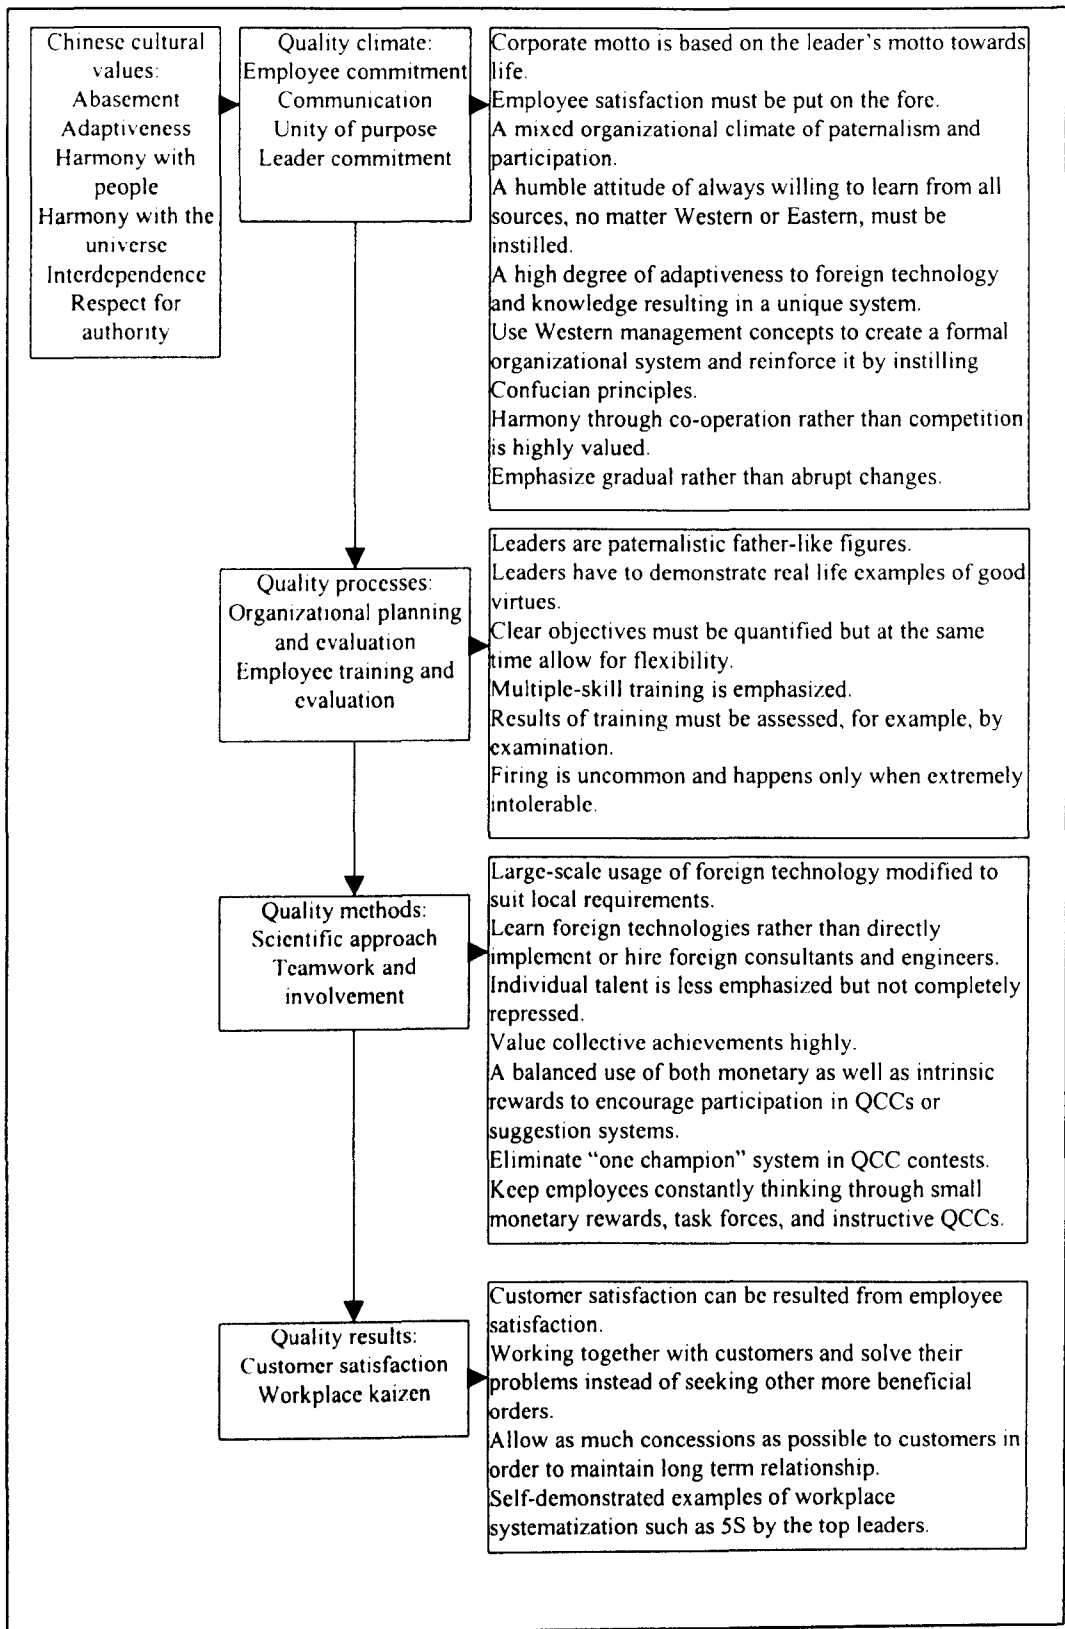 Chinese cultural
values:
Abasement
Adaptiveness
Harmony with
people
Harmony with the
universe
Interdependence
Respect for
authority
Quality climate:
Employee commitment
Communication
Unity of purpose
Leader commitment
Corporate motto is based on the leader's motto towards
life.
Employee satisfaction must be put on the fore.
A mixed organizational climate of paternalism and
participation.
A humble attitude of always willing to learn from all
sources, no matter Western or Eastern, must be
instilled.
A high degree of adaptiveness to foreign technology
and knowledge resulting in a unique system.
Use Western management concepts to create a formal
organizational system and reinforce it by instilling
Confucian principles.
Harmony through co-operation rather than competition
is highly valued.
Emphasize gradual rather than abrupt changes.
Quality processes:
Organizational planning
and evaluation
Employee training and
evaluation
Leaders are paternalistic father-like figures.
Leaders have to demonstrate real life examples of good
virtues.
Clear objectives must be quantified but at the same
time allow for flexibility.
Multiple-skill training is emphasized.
Results of training must be assessed, for example, by
examination.
Firing is uncommon and happens only when extremely
intolerable.
Quality methods:
Scientific approach
Teamwork and
involvement
Large-scale usage of foreign technology modified to
suit local requirements.
Learn foreign technologies rather than directly
implement or hire foreign consultants and engineers.
Individual talent is less emphasized but not completely
repressed.
Value collective achievements highly.
A balanced use of both monetary as well as intrinsic
rewards to encourage participation in QCCs or
suggestion systems.
Eliminate “one champion” system in QCC contests.
Keep employees constantly thinking through small
monetary rewards, task forces, and instructive QCCs.
Quality results:
Customer satisfaction
Workplace kaizen
Customer satisfaction can be resulted from employee
satisfaction.
Working together with customers and solve their
problems instead of seeking other more beneficial
orders.
Allow as much concessions as possible to customers in
order to maintain long term relationship.
Self-demonstrated examples of workplace
systematization such as 5S by the top leaders.